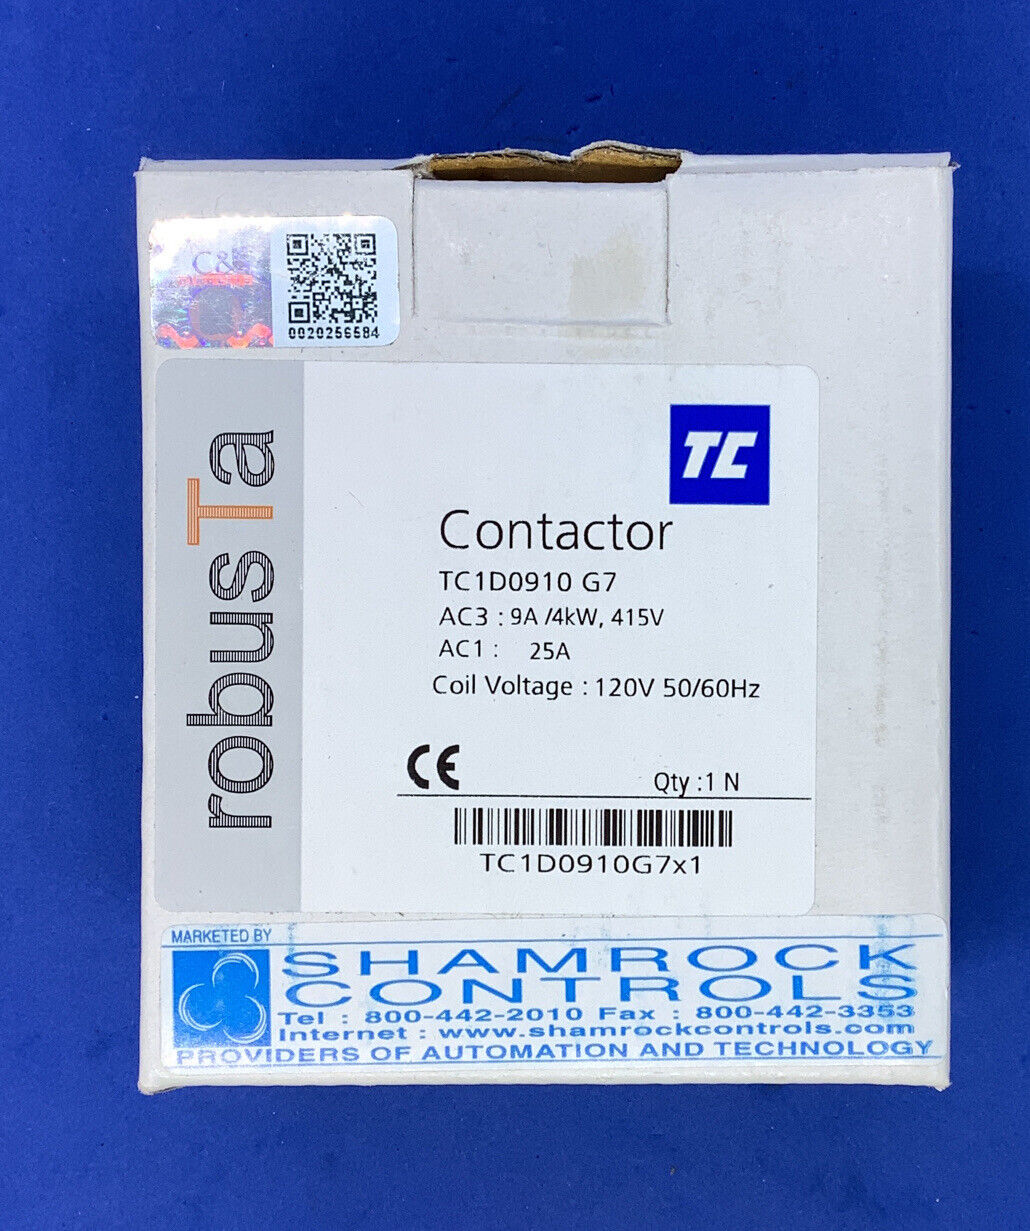 C&
0020256584
robusTa
TC
Contactor
TC1D0910 G7
AC3 : 9A /4kW, 415V
AC1 : 25A
Coil Voltage : 120V 50/60Hz
CE
Qty :1 N
TC1D0910G7x1
MARKETED BY
SHAMROCK
CONTROLS
Tel : 800-442-2010 Fax : 800-442-3353
Internet : www.shamrockcontrols.com
PROVIDERS OF AUTOMATION AND TECHNOLOGY